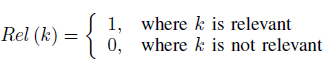 Rel (k) = { 1, where k is relevant
0, where k is not relevant